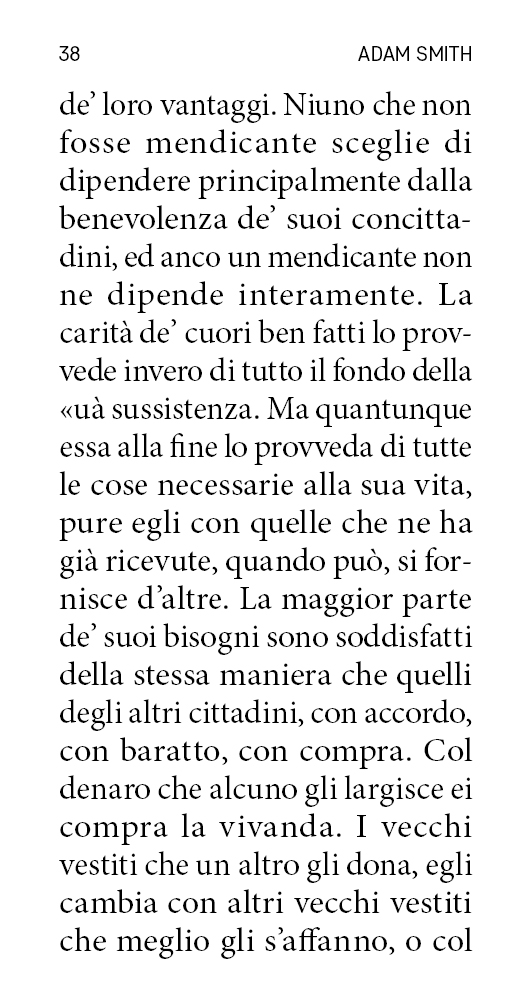 38 ADAM SMITH
de’ loro vantaggi. Niuno che non
fosse mendicante sceglie di
dipendere principalmente dalla
benevolenza de’ suoi concitta-
dini, ed anco un mendicante non
ne dipende interamente. La
carità de’ cuori ben fatti lo prov-
vede invero di tutto il fondo della
«uà sussistenza. Ma quantunque
essa alla fine lo provveda di tutte
le cose necessarie alla sua vita,
pure egli con quelle che ne ha
già ricevute, quando può, si for-
nisce d’altre. La maggior parte
de’ suoi bisogni sono soddisfatti
della stessa maniera che quelli
degli altri cittadini, con accordo,
con baratto, con compra. Col
denaro che alcuno gli largisce ei
compra la vivanda. I vecchi
vestiti che un altro gli dona, egli
cambia con altri vecchi vestiti
che meglio gli s’affanno, o col